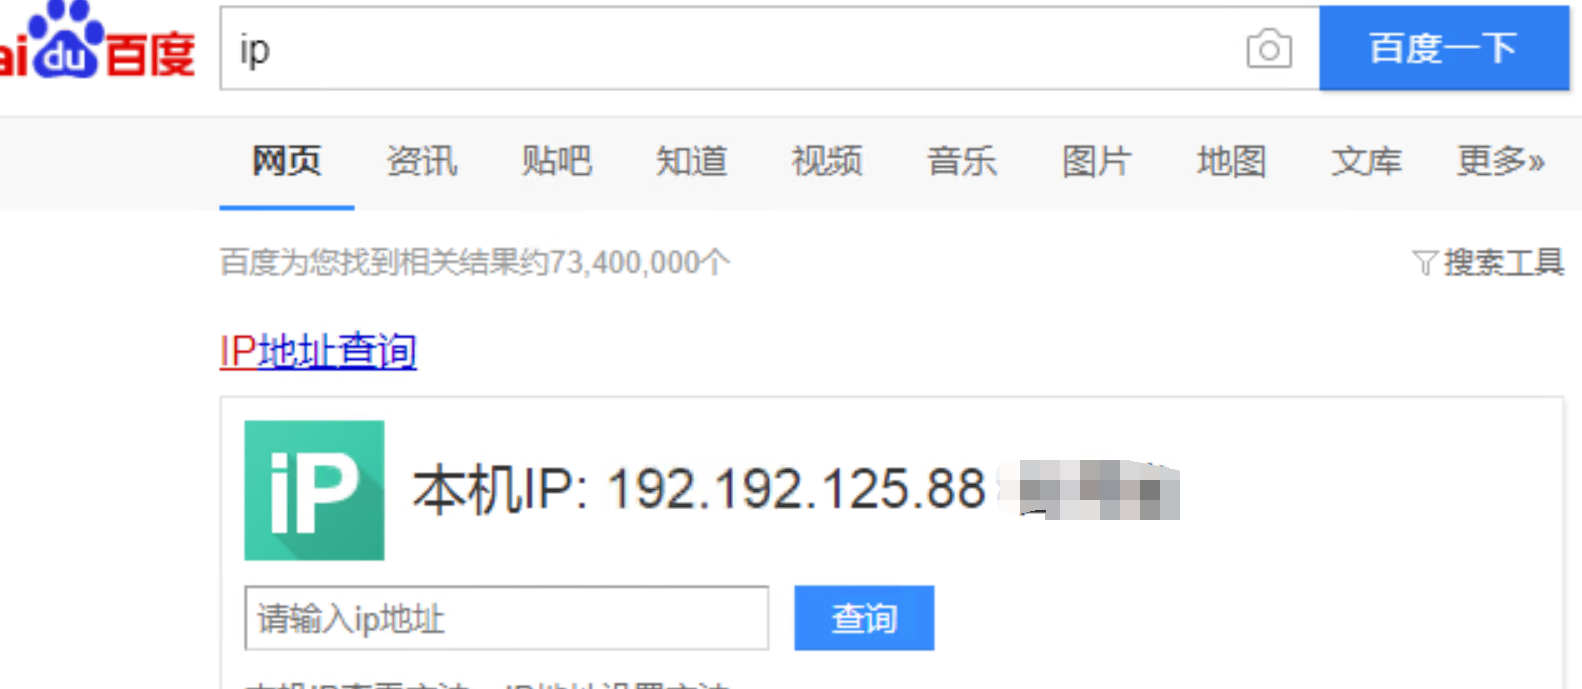 ai du 百度 ip 百度一下
网页 资讯 贴吧 知道 视频 音乐 图片 地图 文库 更多»
百度为您找到相关结果约73,400,000个 搜索工具
IP地址查询
iP 本机IP: 192.192.125.88
请输入ip地址 查询